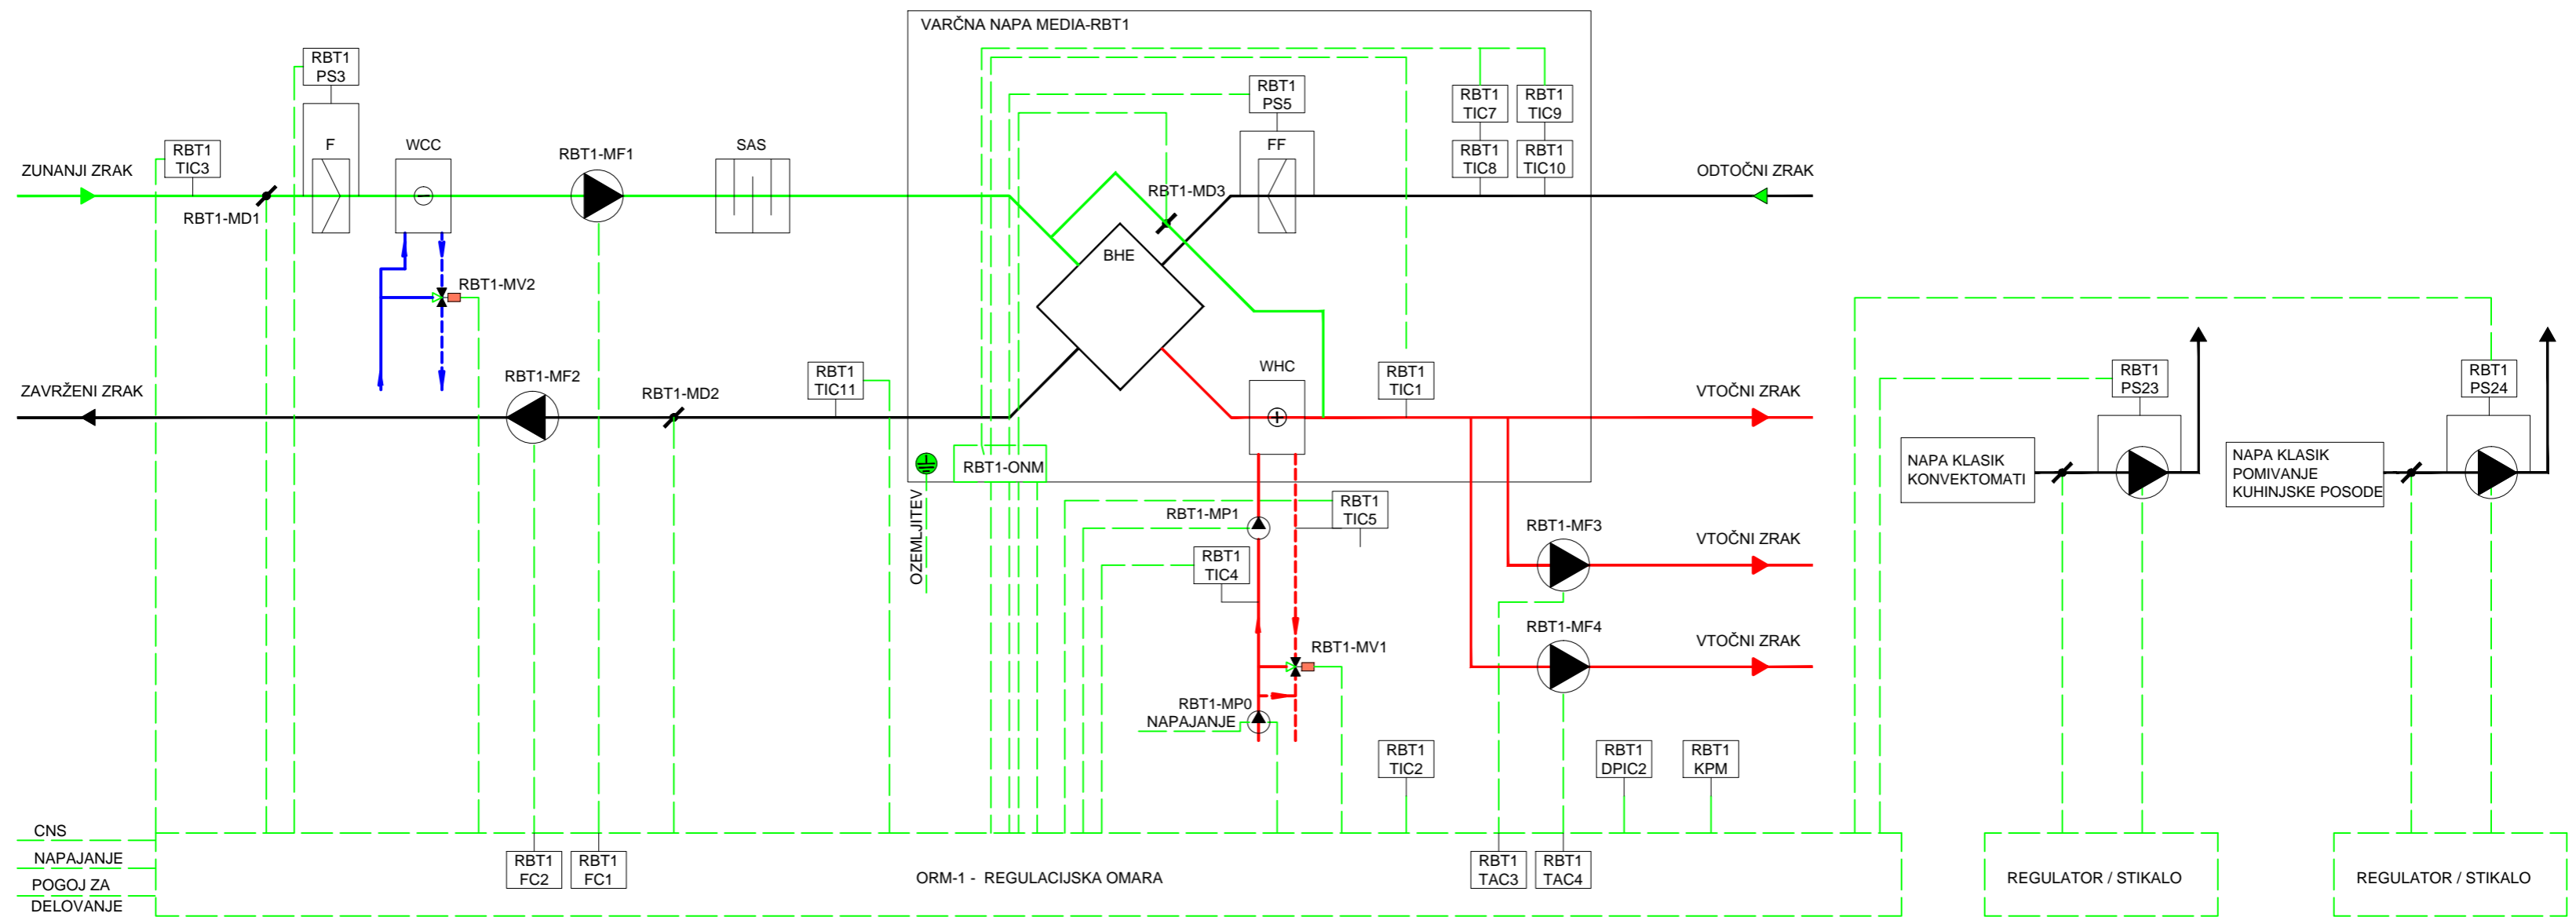 VARČNA NAPA MEDIA-RBT1
RBT1
PS3
RBT1
PS5
RBT1
TIC7
RBT1
TIC9
RBT1
TIC3
F
WCC
RBT1-MF1
SAS
FF
RBT1
TIC8
RBT1
TIC10
ZUNANJI ZRAK
ODTOČNI ZRAK
RBT1-MD1
RBT1-MD3
BHE
RBT1-MV2
ZAVRŽENI ZRAK
RBT1-MF2
RBT1-MD2
RBT1
TIC11
WHC
RBT1
TIC1
VTOČNI ZRAK
RBT1
PS23
RBT1
PS24
RBT1-ONM
OZEMLJITEV
NAPA KLASIK
KONVEKTOMATI
NAPA KLASIK
POMIVANJE
KUHINJSKE POSODE
RBT1-MP1
RBT1
TIC5
RBT1-MF3
VTOČNI ZRAK
RBT1
TIC4
RBT1-MF4
VTOČNI ZRAK
RBT1-MV1
RBT1-MP0
NAPAJANJE
RBT1
TIC2
RBT1
DPIC2
RBT1
KPM
CNS
NAPAJANJE
POGOJ ZA
DELOVANJE
RBT1
FC2
RBT1
FC1
ORM-1 - REGULACIJSKA OMARA
RBT1
TAC3
RBT1
TAC4
REGULATOR / STIKALO
REGULATOR / STIKALO